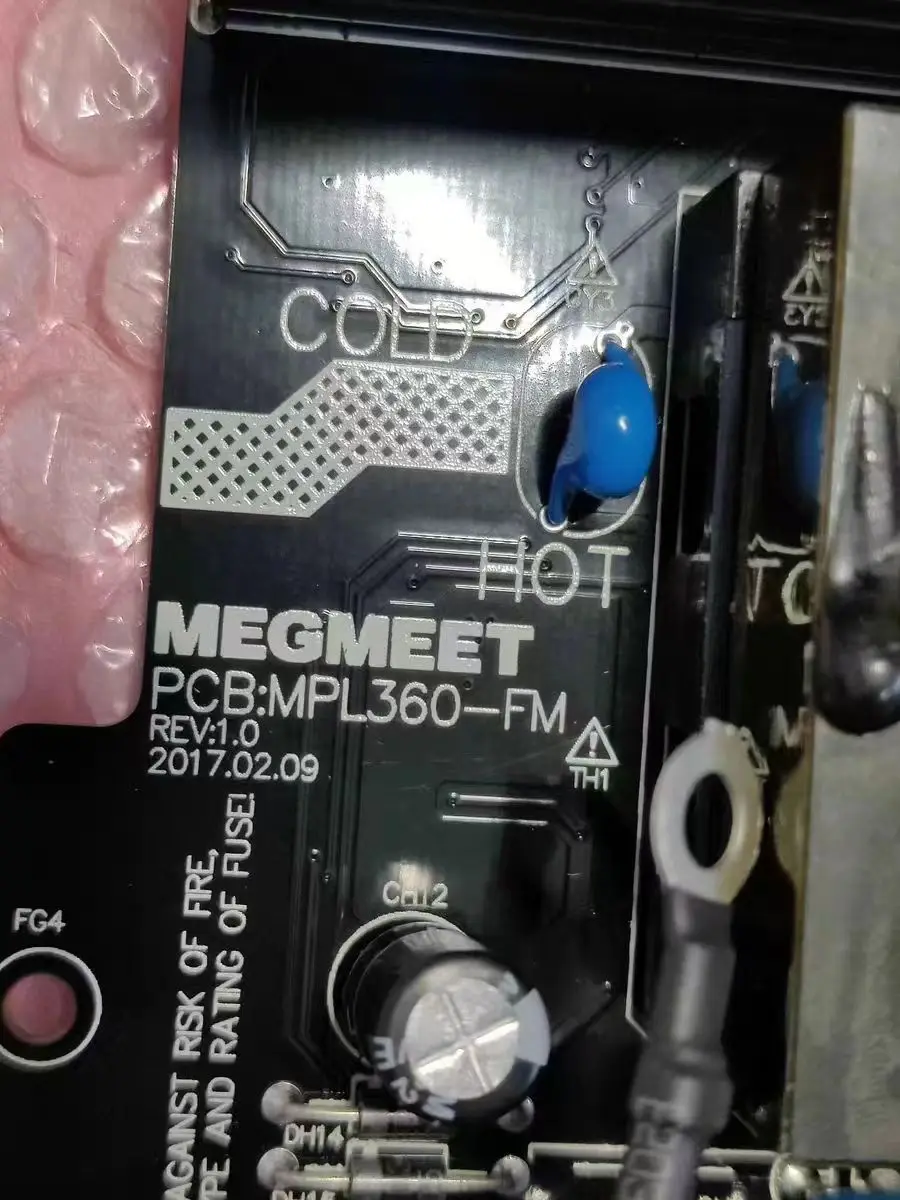 CY3
COLD
HOT
MEGMEET
PCB:MPL360-FM
REV:1.0
2017.02.09
TH1
AGAINST RISK OF FIRE,
PE AND RATING OF FUSE!
CH12
FG4
DH14
DH15